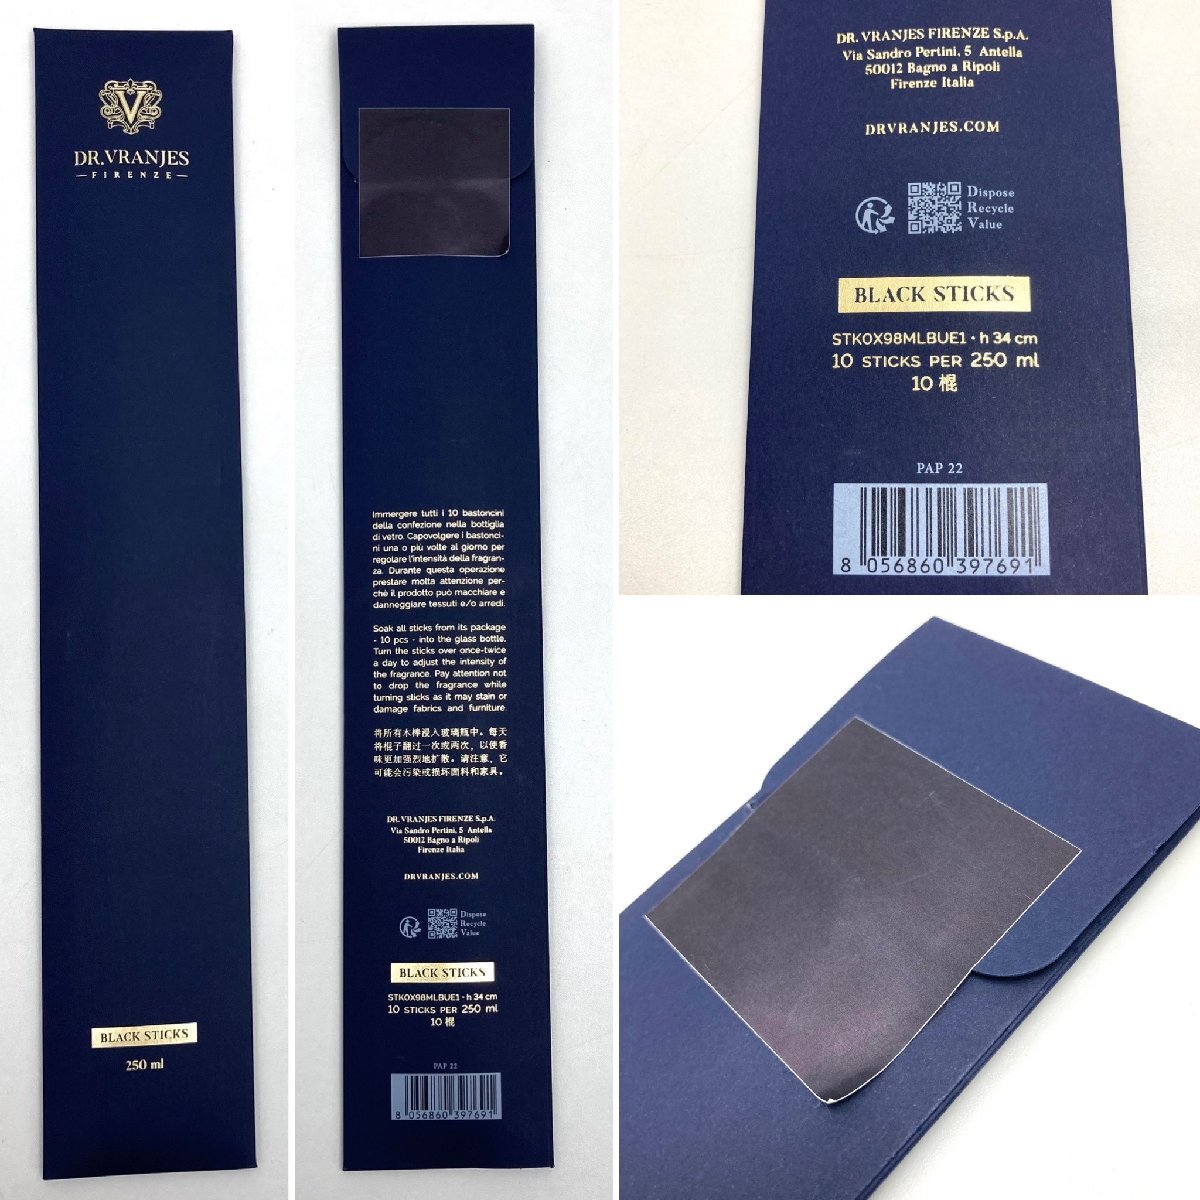 DR.VRANJES
FIRENZE
BLACK STICKS
250 ml
Immergere tutti i 10 bastoncini
della confezione nella bottiglia
di vetro. Capovolgere i bastonci-
ni una o più volte al giorno per
regolare l'intensità della fragran-
za. Durante questa operazione
prestare molta attenzione per-
chè il prodotto può macchiare e
danneggiare tessuti e/o arredi.
Soak all sticks from its package
- 10 pcs - into the glass bottle.
Turn the sticks over once-twice
a day to adjust the intensity of
the fragrance. Pay attention not
to drop the fragrance while
turning sticks as it may stain or
damage fabrics and furniture.
将所有木棒浸入玻璃瓶中。每天
将棍子翻过一次或两次，以使香
味更加强烈地扩散。请注意，它
可能会污染或损坏面料和家具。
DR. VRANJES FIRENZE S.p.A.
Via Sandro Pertini, 5 Antella
50012 Bagno a Ripoli
Firenze Italia
DRVRANJES.COM
Dispose
Recycle
Value
BLACK STICKS
STK0X98MLBUE1 · h 34 cm
10 STICKS PER 250 ml
10 棍
PAP 22
8 056860 397691
DR. VRANJES FIRENZE S.p.A.
Via Sandro Pertini, 5 Antella
50012 Bagno a Ripoli
Firenze Italia
DRVRANJES.COM
Dispose
Recycle
Value
BLACK STICKS
STK0X98MLBUE1 · h 34 cm
10 STICKS PER 250 ml
10 棍
PAP 22
8 056860 397691